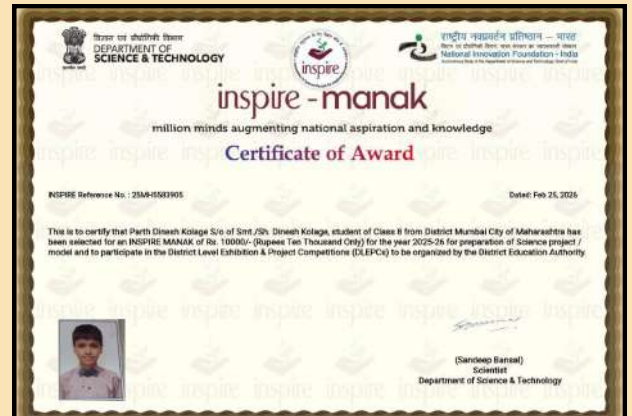 विज्ञान एवं प्रौद्योगिकी विभाग
DEPARTMENT OF
SCIENCE & TECHNOLOGY
inspire
राष्ट्रीय नवप्रवर्तन प्रतिष्ठान – भारत
National Innovation Foundation - India
inspire - manak
million minds augmenting national aspiration and knowledge
Certificate of Award
INSPIRE Reference No. : 25MH5583905
Dated: Feb 25, 2026
This is to certify that Parth Dinesh Kolage S/o of Smt./Sh. Dinesh Kolage, student of Class 8 from District Mumbai City of Maharashtra has
been selected for an INSPIRE MANAK of Rs. 10000/- (Rupees Ten Thousand Only) for the year 2025-26 for preparation of Science project /
model and to participate in the District Level Exhibition & Project Competitions (DLEPCs) to be organized by the District Education Authority
(Sandeep Bansal)
Scientist
Department of Science & Technology